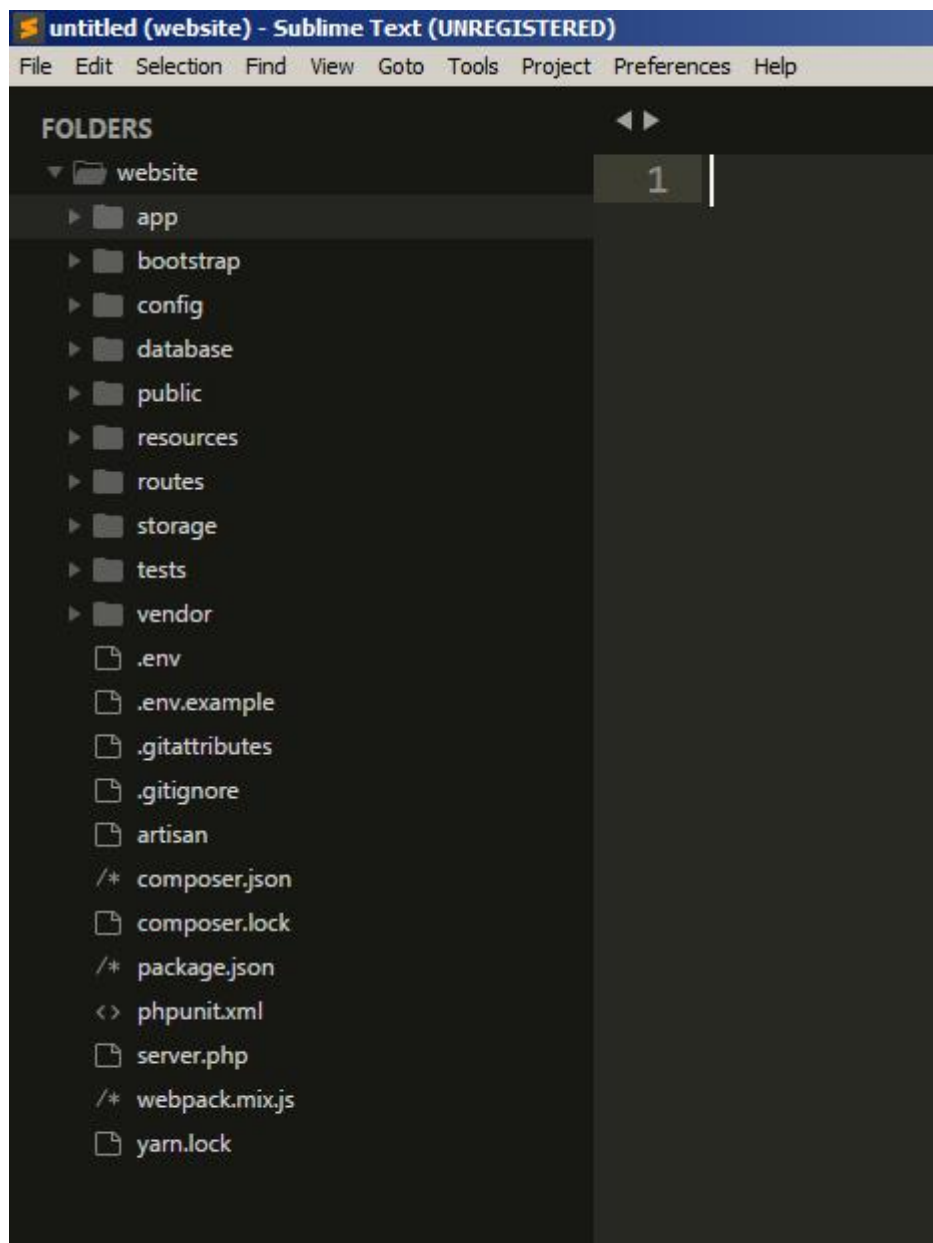 untitled (website) - Sublime Text (UNREGISTERED)
File Edit Selection Find View Goto Tools Project Preferences Help
FOLDERS
website
1
app
bootstrap
config
database
public
resources
routes
storage
tests
vendor
.env
.env.example
.gitattributes
.gitignore
artisan
/* composer.json
composer.lock
/* package.json
<> phpunit.xml
server.php
/* webpack.mix.js
yarn.lock